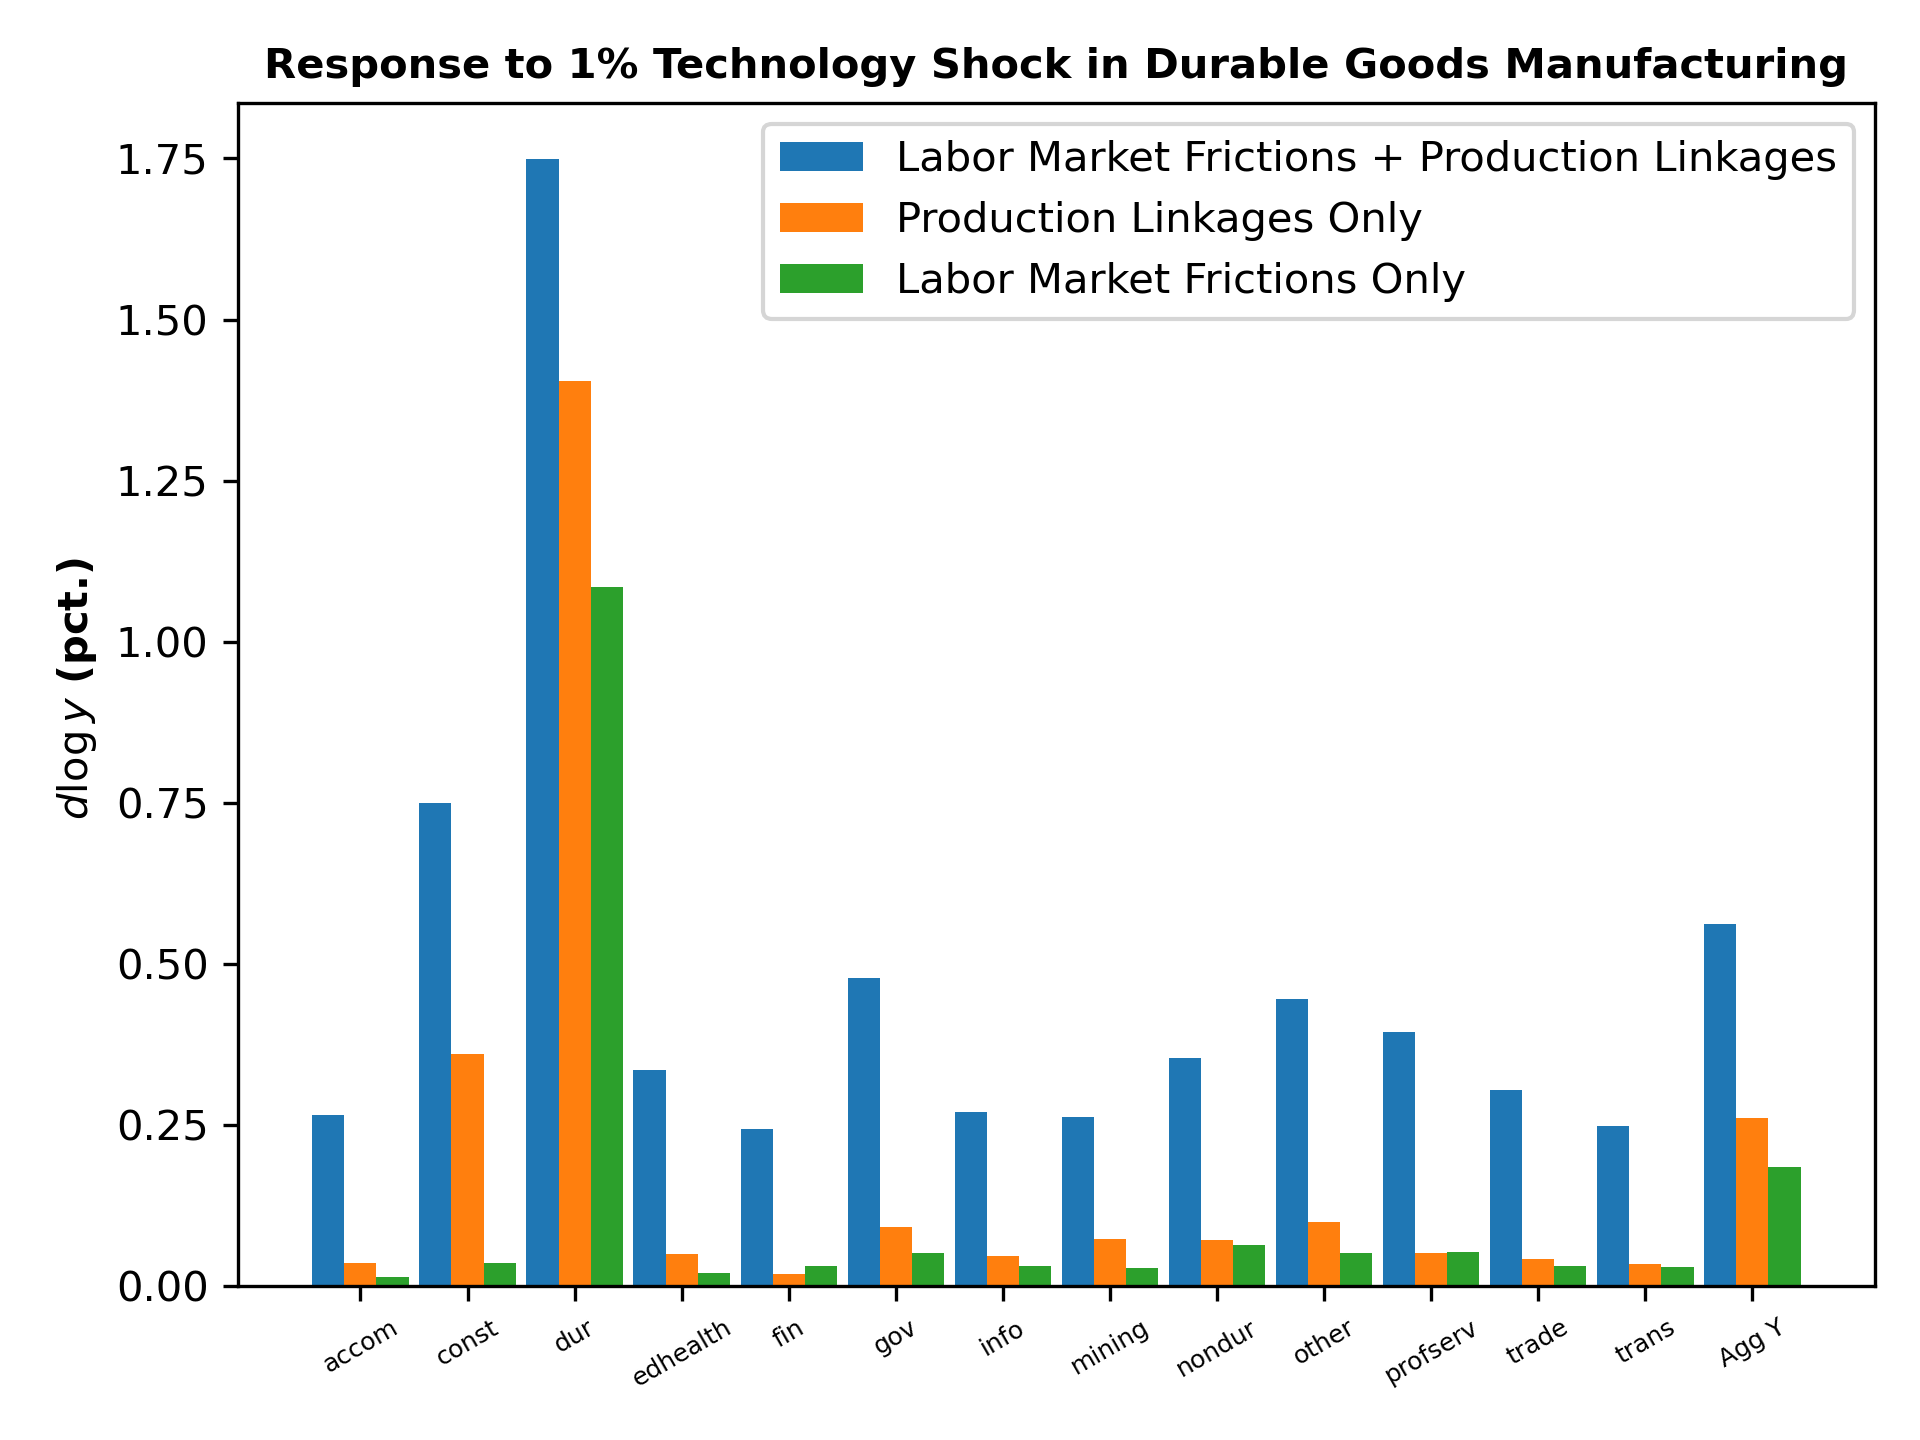 Response to 1% Technology Shock in Durable Goods Manufacturing
Labor Market Frictions + Production Linkages
Production Linkages Only
Labor Market Frictions Only
dlog y (pct.)
1.75
1.50
1.25
1.00
0.75
0.50
0.25
0.00
accom const dur edhealth fin gov info mining nondur other profserv trade trans Agg Y